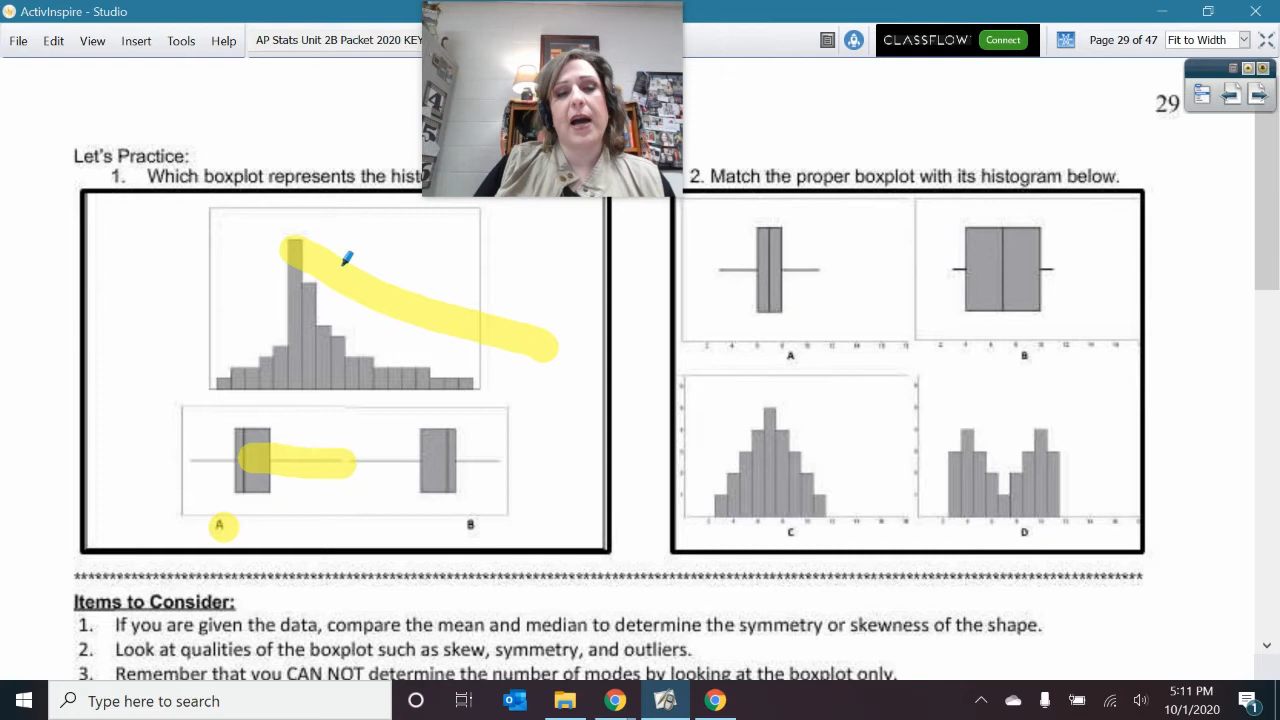 ActivInspire - Studio
File Edit View Insert Tools Help AP Stats Unit 2B Packet 2020 KEY
CLASSFLOW Connect
Page 29 of 47 Fit to Width
29
Let's Practice:
1. Which boxplot represents the hist
2. Match the proper boxplot with its histogram below.
A
B
A
B
C
D
**********
Items to Consider:
1. If you are given the data, compare the mean and median to determine the symmetry or skewness of the shape.
2. Look at qualities of the boxplot such as skew, symmetry, and outliers.
3. Remember that you CAN NOT determine the number of modes by looking at the boxplot only.
Type here to search
5:11 PM
10/1/2020
1